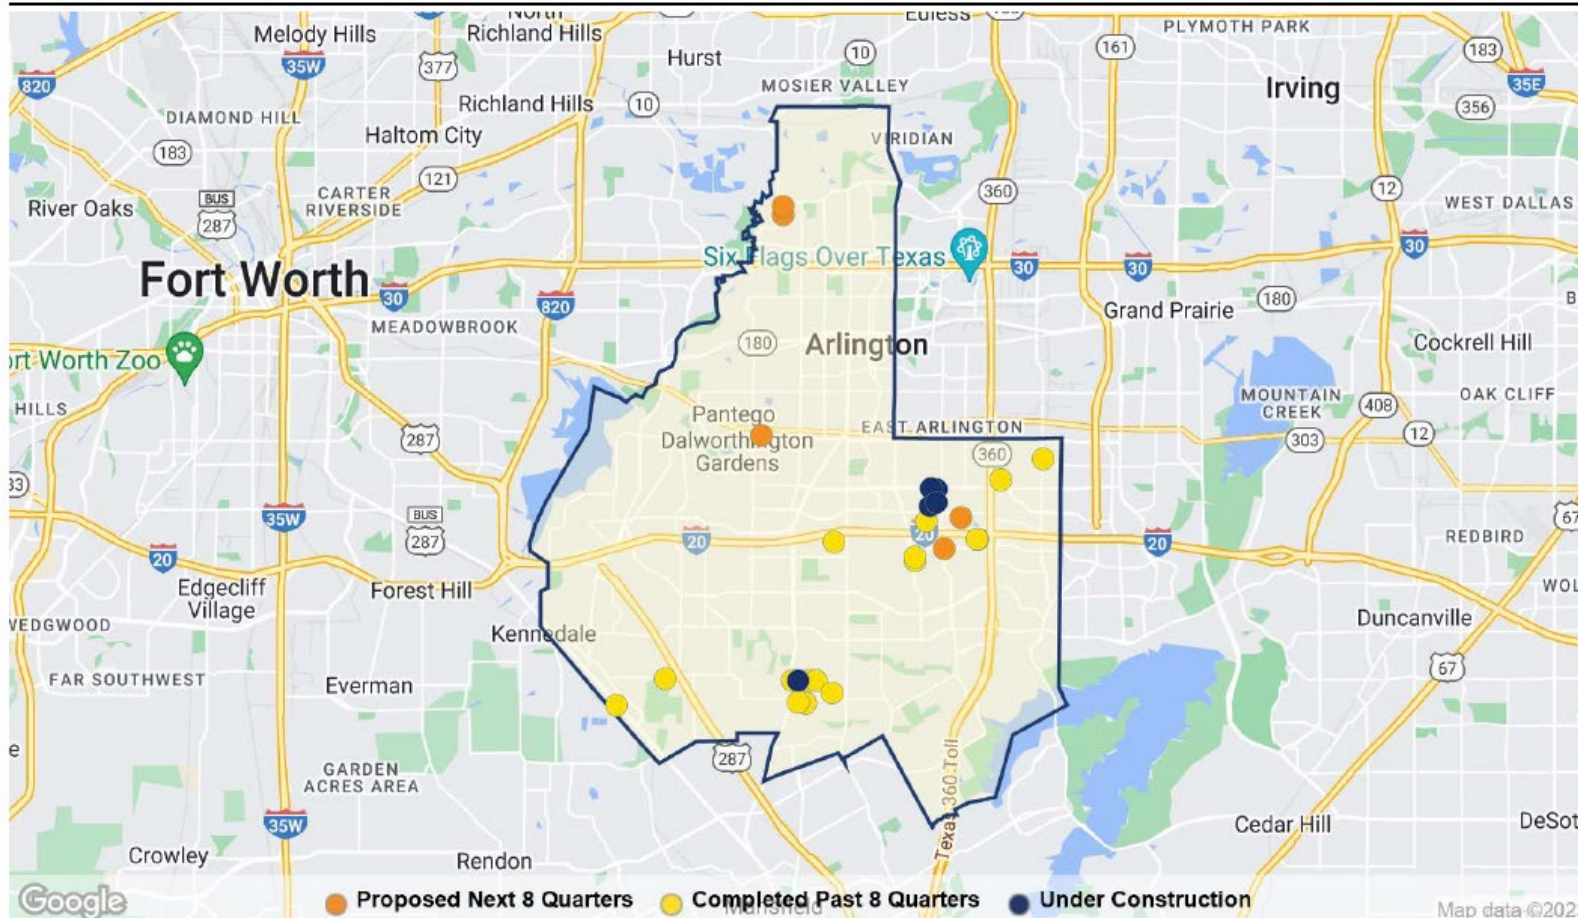 North
Richland Hills
Euless
Melody Hills
35W
377
Hurst
10
161
PLYMOTH PARK
183
820
MOSIER VALLEY
Irving
35E
Richland Hills
10
356
DIAMOND HILL
Haltom City
VIRIDIAN
183
121
360
12
River Oaks
BUS
287
CARTER
RIVERSIDE
WEST DALLAS
Six Flags Over Texas
30
30
30
Fort Worth
30
820
Grand Prairie
180
MEADOWBROOK
180
Arlington
Cockrell Hill
ort Worth Zoo
HILLS
MOUNTAIN
CREEK
OAK CLIFF
408
Pantego
Dalworthington
Gardens
EAST ARLINGTON
287
303
12
360
35W
BUS
287
67
20
20
20
20
REDBIRD
Edgecliff
Village
Forest Hill
WOL
WEDGWOOD
Kennedale
Duncanville
FAR SOUTHWEST
Everman
67
287
GARDEN
ACRES AREA
Texas 360 Toll
35W
Cedar Hill
DeSot
Crowley
Rendon
Google
Proposed Next 8 Quarters
Completed Past 8 Quarters
Under Construction
Mansfield
Map data ©202